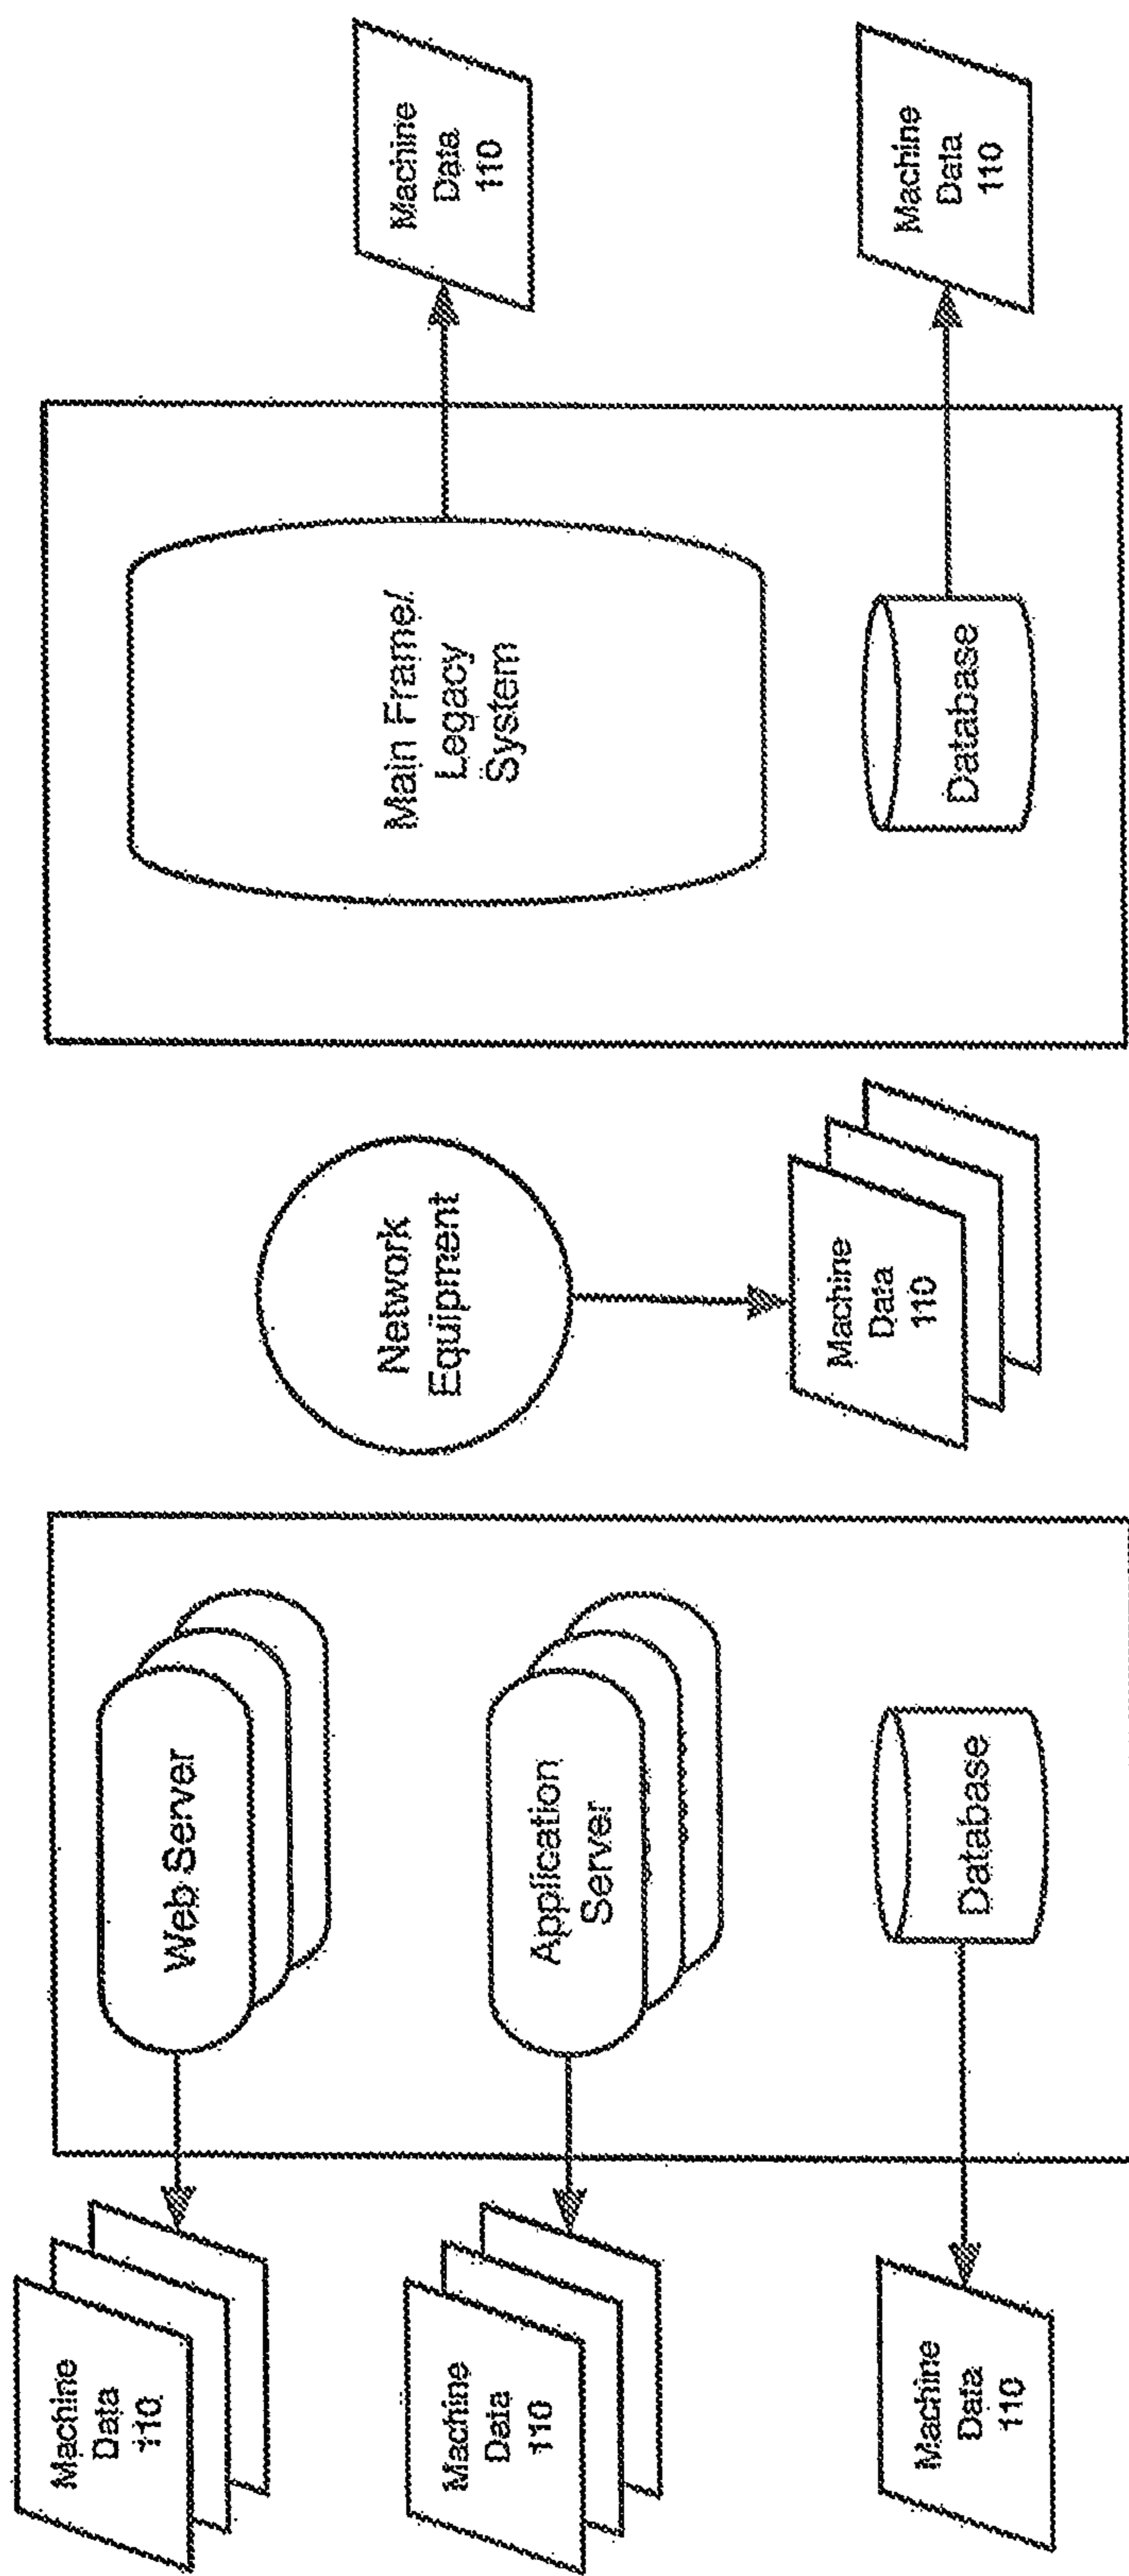 Machine
Data
110
Web Server
Machine
Data
110
Application
Server
Machine
Data
110
Database
Network
Equipment
Machine
Data
110
Main Frame/
Legacy
System
Machine
Data
110
Database
Machine
Data
110